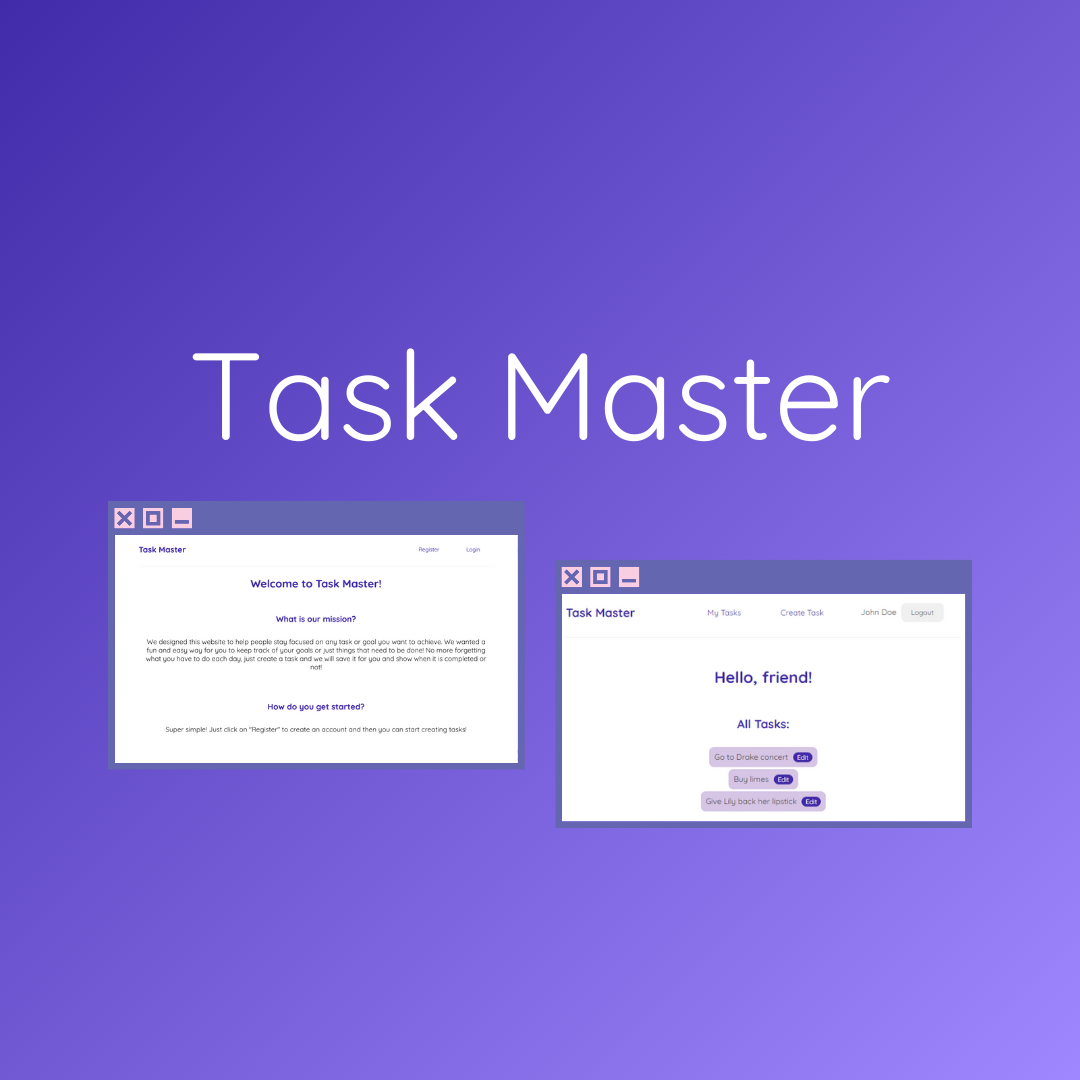 Task Master
Task Master
Register
Login
Welcome to Task Master!
What is our mission?
We designed this website to help people stay focused on any task or goal you want to achieve. We wanted a
fun and easy way for you to keep track of your goals or just things that need to be done! No more forgetting
what you have to do each day, just create a task and we will save it for you and show when it is completed or
not!
How do you get started?
Super simple! Just click on "Register" to create an account and then you can start creating tasks!
Task Master
My Tasks
Create Task
John Doe
Logout
Hello, friend!
All Tasks:
Go to Drake concert Edit
Buy limes Edit
Give Lily back her lipstick Edit